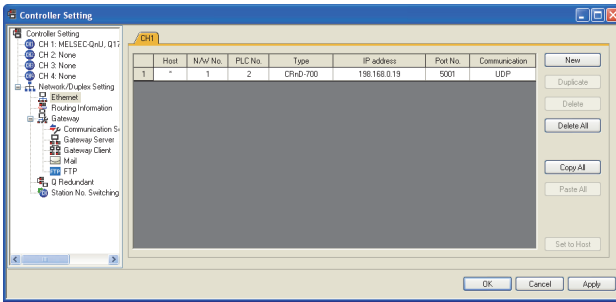 Controller Setting
Controller Setting
CH 1: MELSEC-QnU, Q17
CH 2: None
CH 3: None
CH 4: None
Network/Duplex Setting
Ethernet
Routing Information
Gateway
Communication Se
Gateway Server
Gateway Client
Mail
FTP FTP
Q Redundant
Station No. Switching
CH1
Host N/W No. PLC No. Type IP address Port No. Communication
1 * 1 2 CRnD-700 198.168.0.19 5001 UDP
New
Duplicate
Delete
Delete All
Copy All
Paste All
Set to Host
OK Cancel Apply